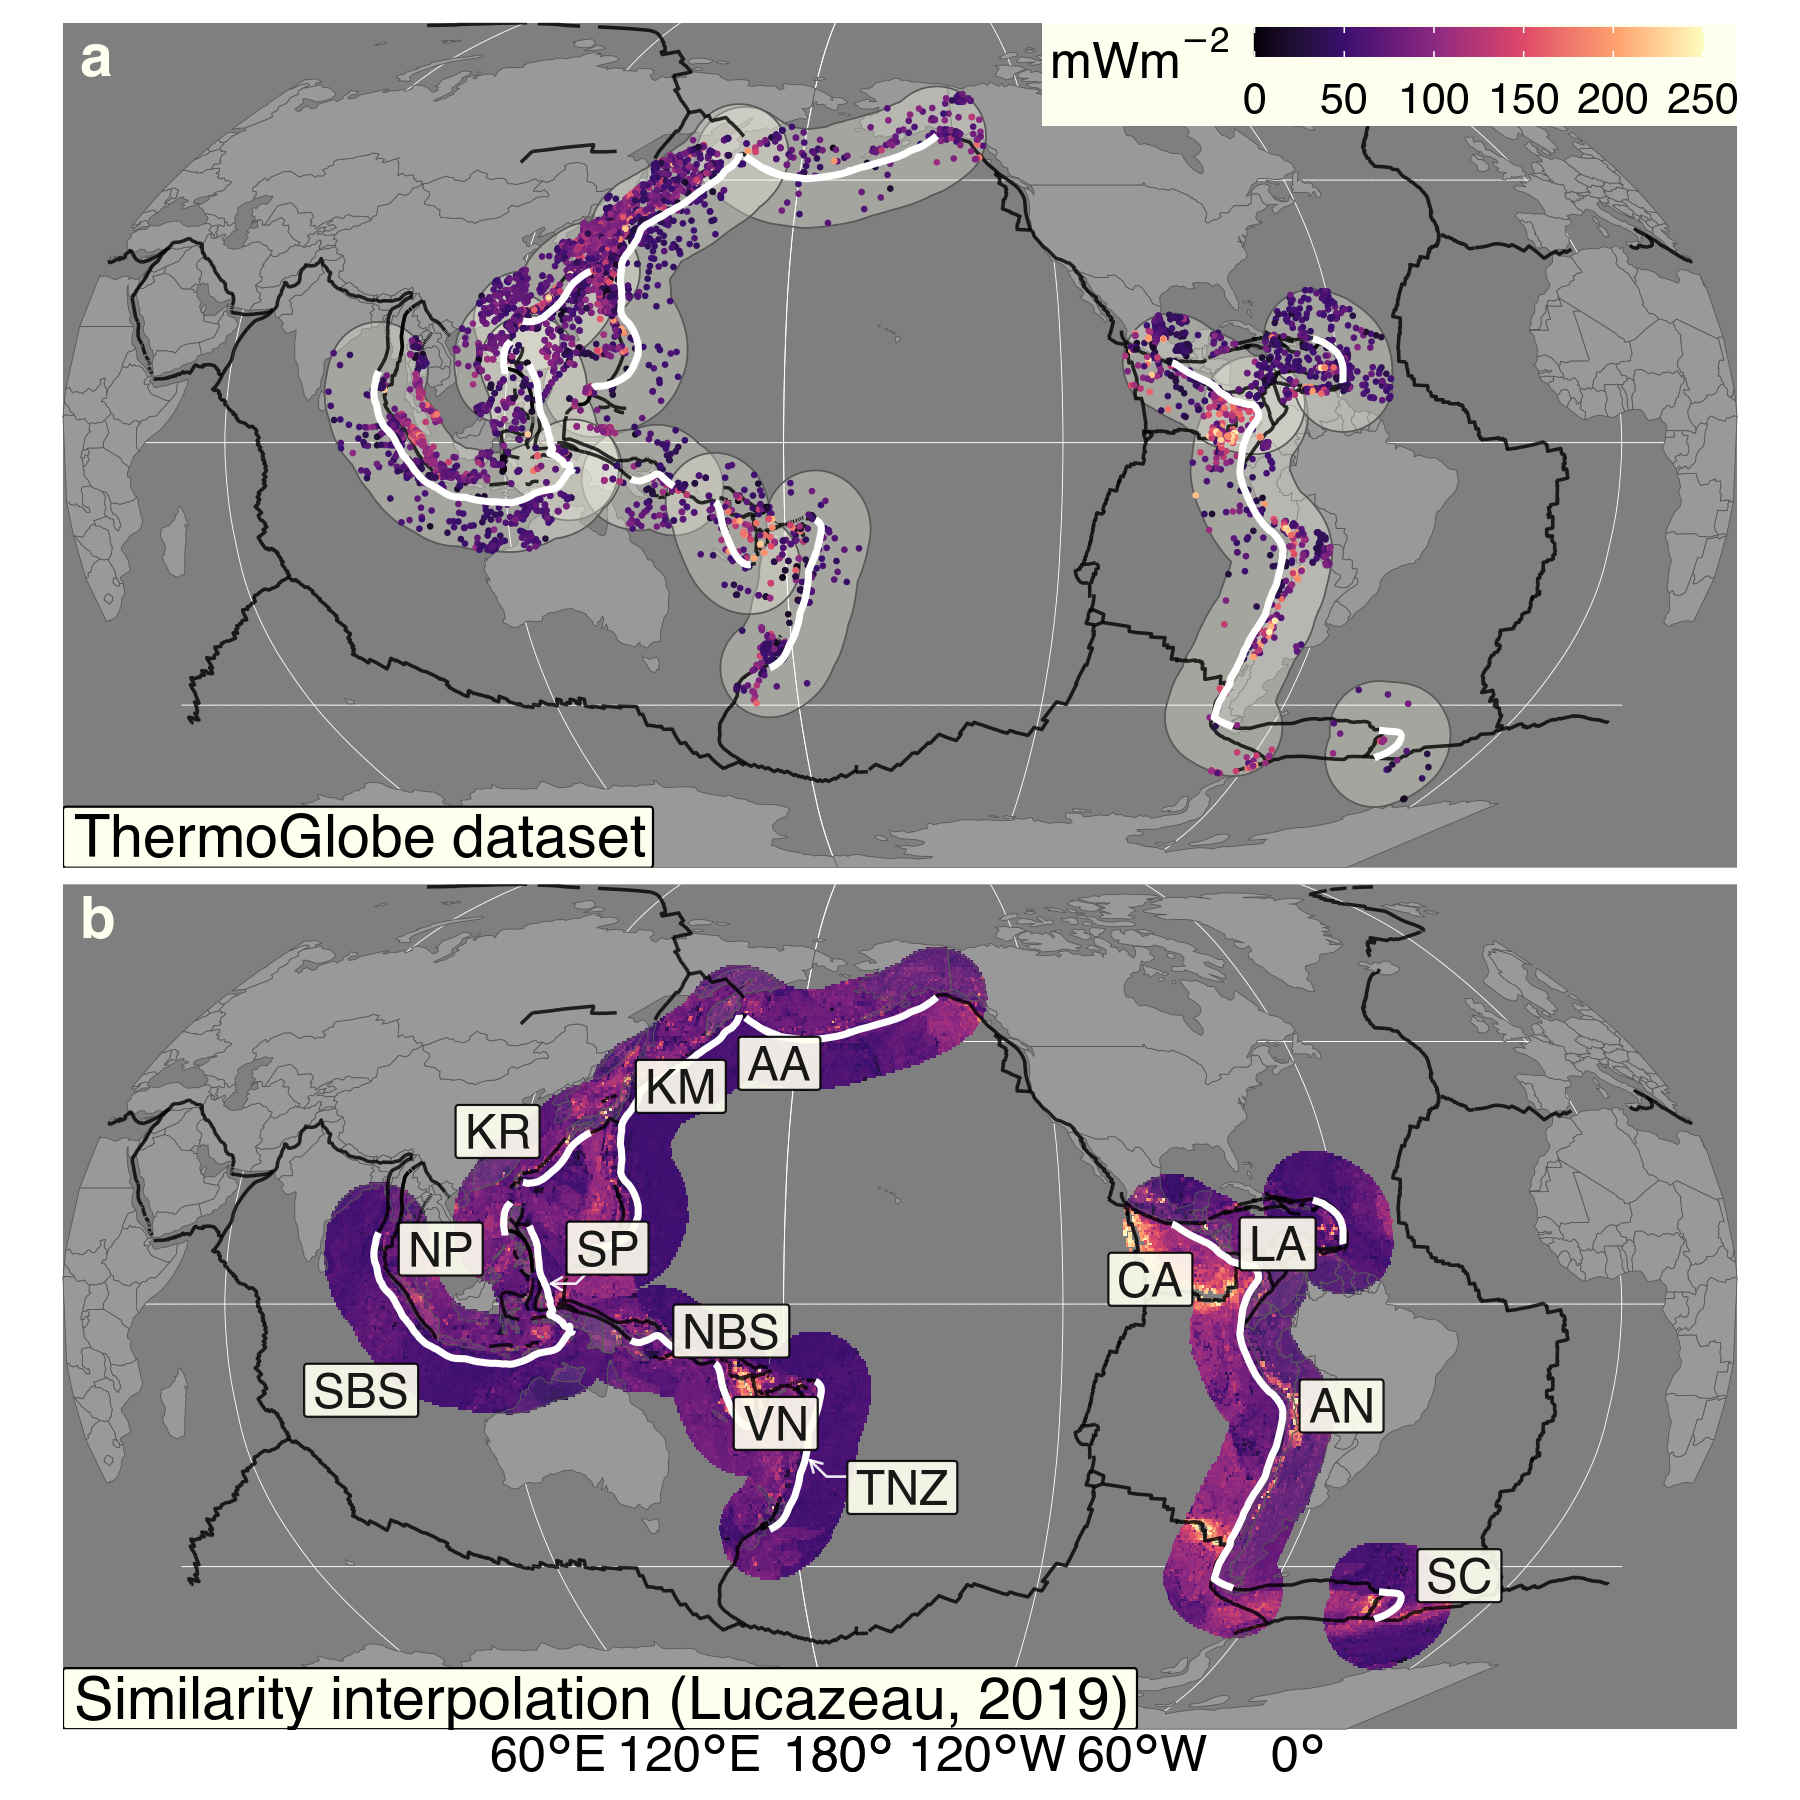 a
mWm−2
0 50 100 150 200 250
ThermoGlobe dataset
b
AA
KM
KR
NP
SP
LA
CA
NBS
SBS
AN
VN
TNZ
SC
Similarity interpolation (Lucazeau, 2019)
60°E 120°E 180° 120°W 60°W 0°